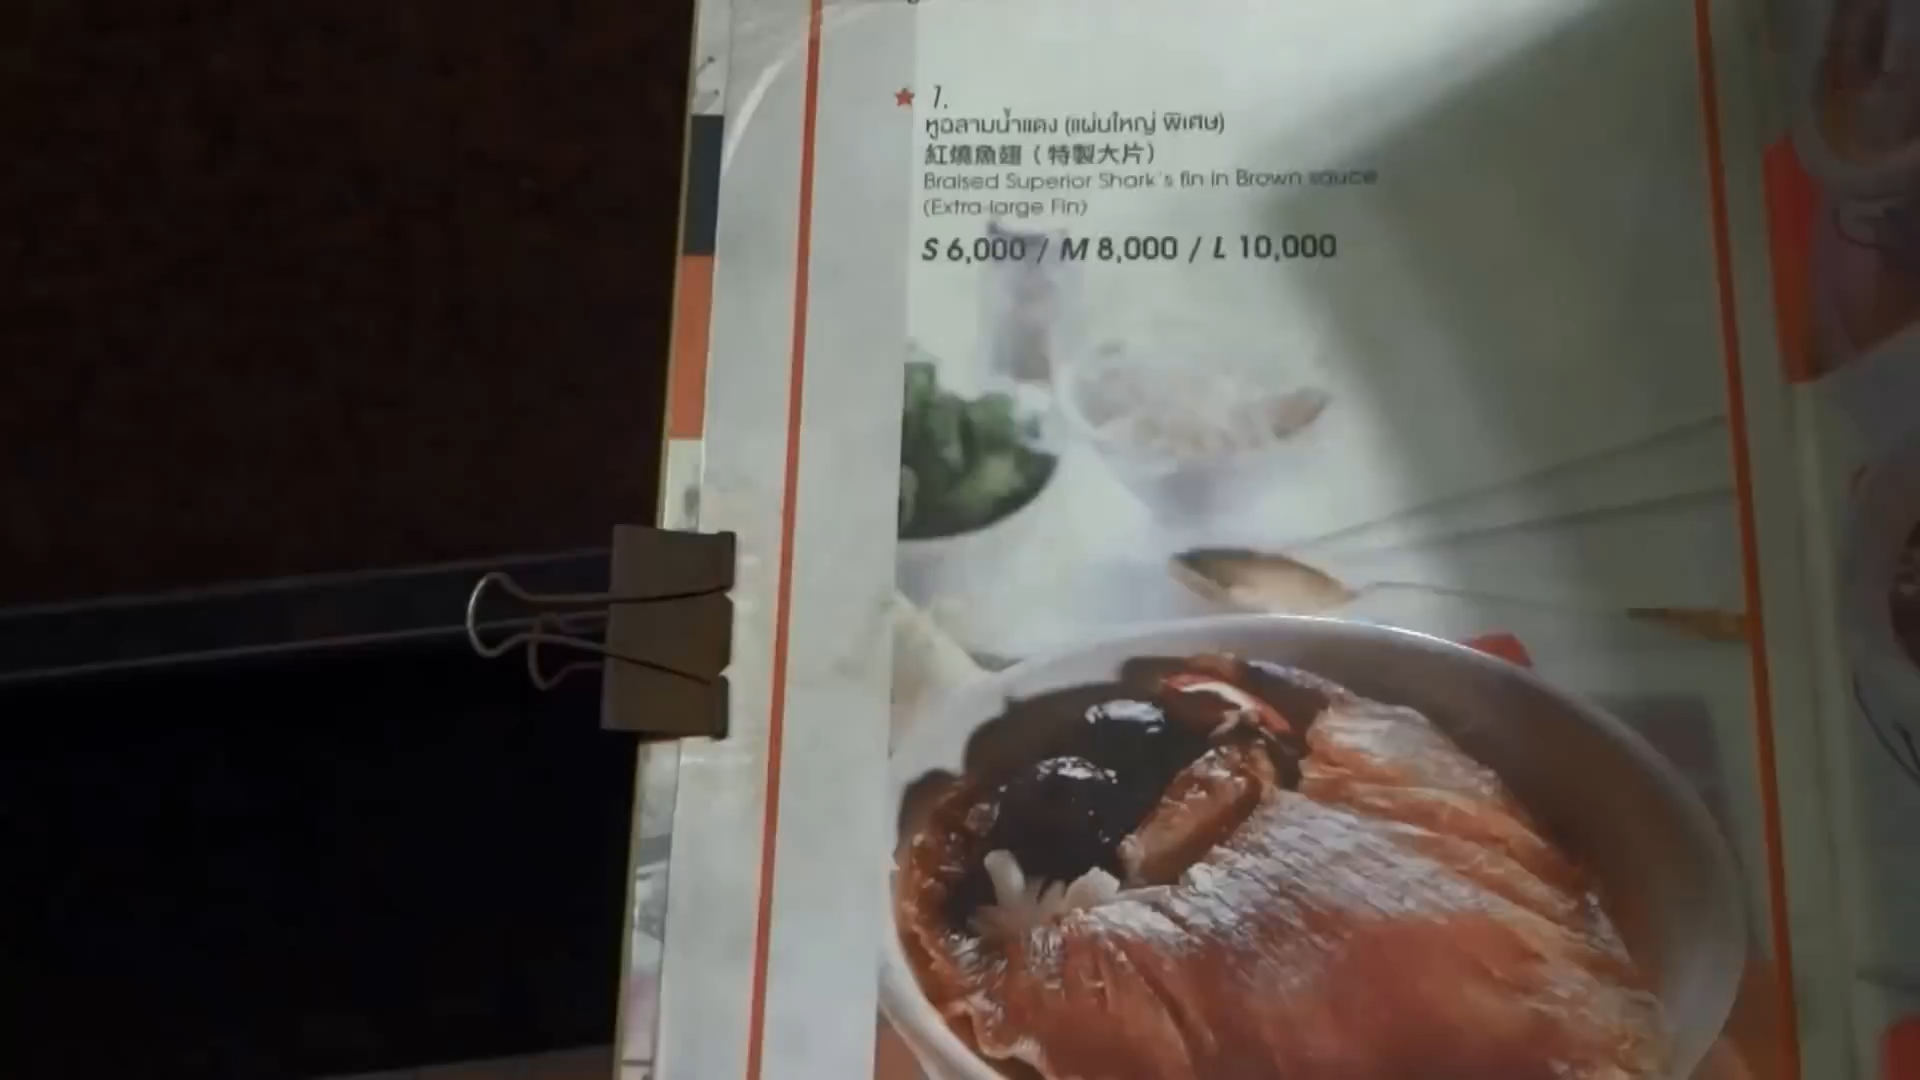 1.
หูฉลามน้ำแดง (แผ่นใหญ่ พิเศษ)
紅燒魚翅（特製大片）
Braised Superior Shark's fin in Brown sauce
(Extra-large Fin)
S 6,000 / M 8,000 / L 10,000